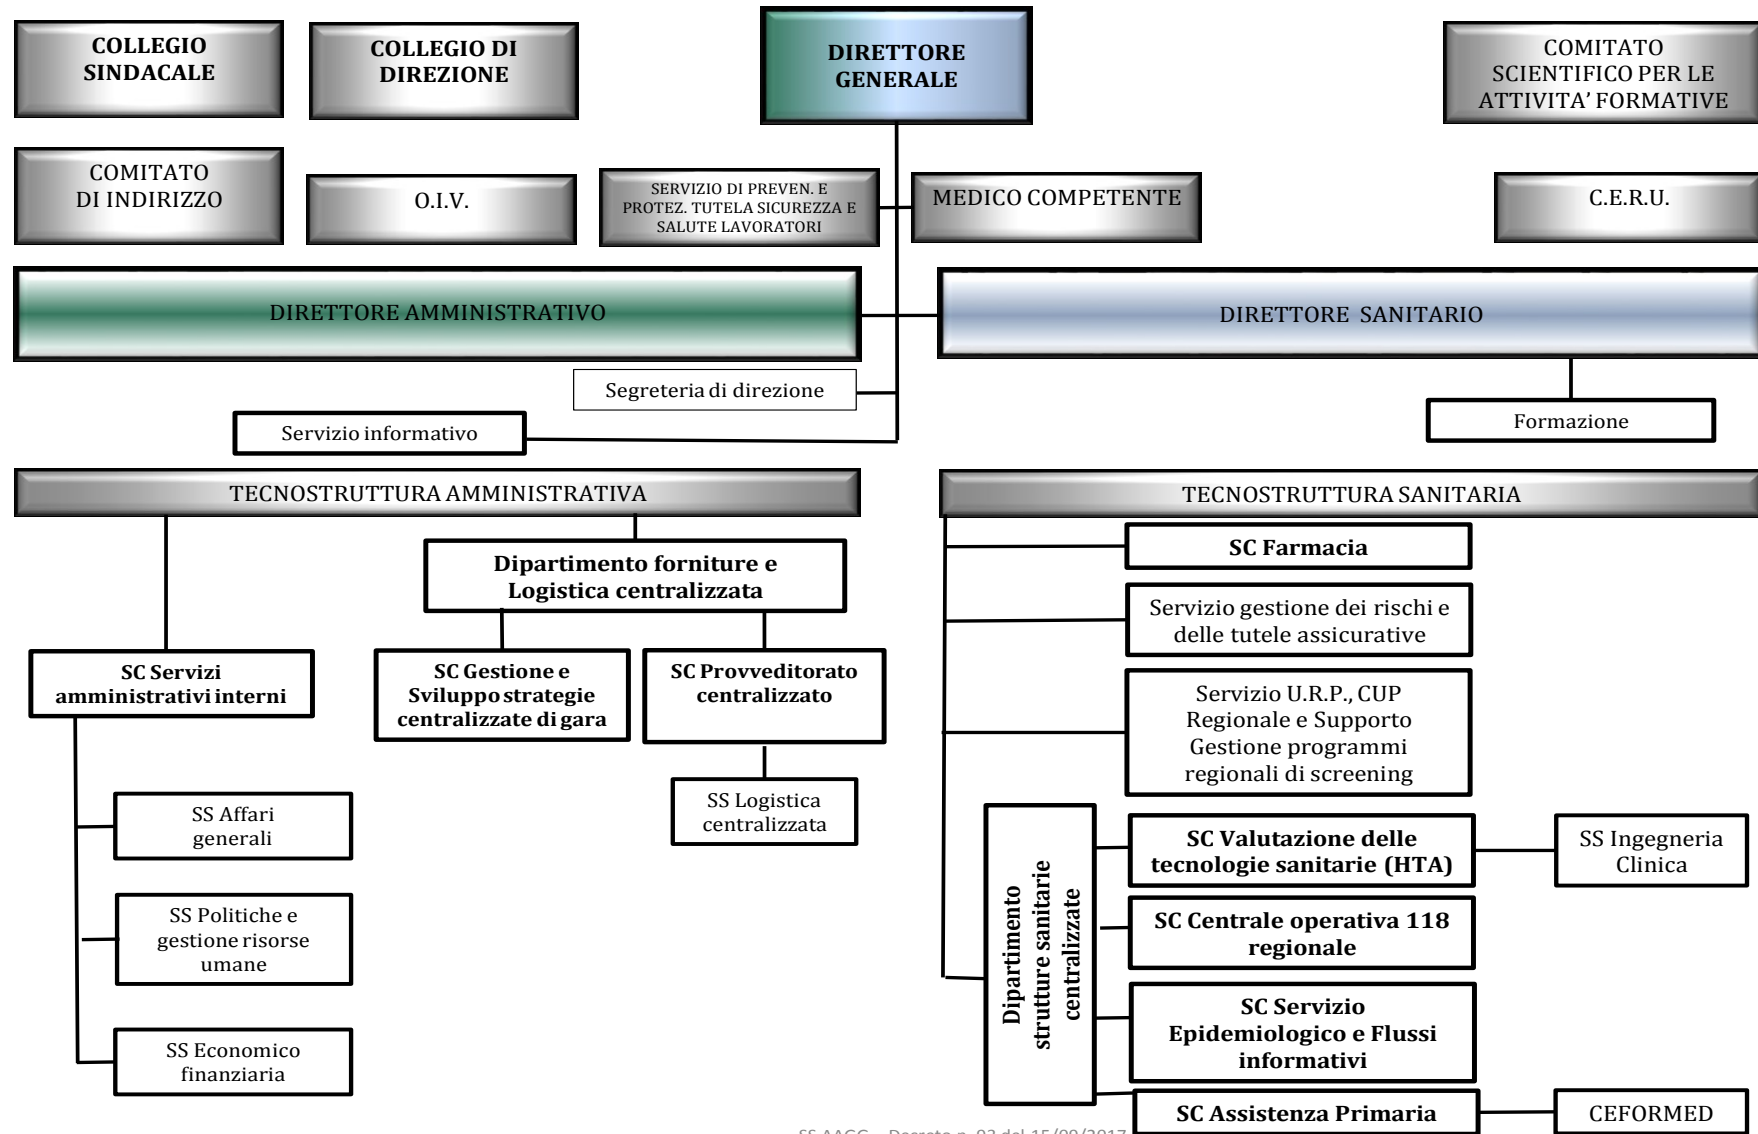 COLLEGIO
SINDACALE
COLLEGIO DI
DIREZIONE
DIRETTORE
GENERALE
COMITATO
SCIENTIFICO PER LE
ATTIVITA' FORMATIVE
COMITATO
DI INDIRIZZO
O.I.V.
SERVIZIO DI PREVEN. E
PROTEZ. TUTELA SICUREZZA E
SALUTE LAVORATORI
MEDICO COMPETENTE
C.E.R.U.
DIRETTORE AMMINISTRATIVO
DIRETTORE SANITARIO
Segreteria di direzione
Servizio informativo
Formazione
TECNOSTRUTTURA AMMINISTRATIVA
TECNOSTRUTTURA SANITARIA
Dipartimento forniture e
Logistica centralizzata
SC Servizi
amministrativi interni
SC Gestione e
Sviluppo strategie
centralizzate di gara
SC Provveditorato
centralizzato
SS Logistica
centralizzata
SS Affari
generali
SS Politiche e
gestione risorse
umane
SS Economico
finanziaria
SC Farmacia
Servizio gestione dei rischi e
delle tutele assicurative
Servizio U.R.P., CUP
Regionale e Supporto
Gestione programmi
regionali di screening
Dipartimento
strutture sanitarie
centralizzate
SC Valutazione delle
tecnologie sanitarie (HTA)
SS Ingegneria
Clinica
SC Centrale operativa 118
regionale
SC Servizio
Epidemiologico e Flussi
informativi
SC Assistenza Primaria
CEFORMED